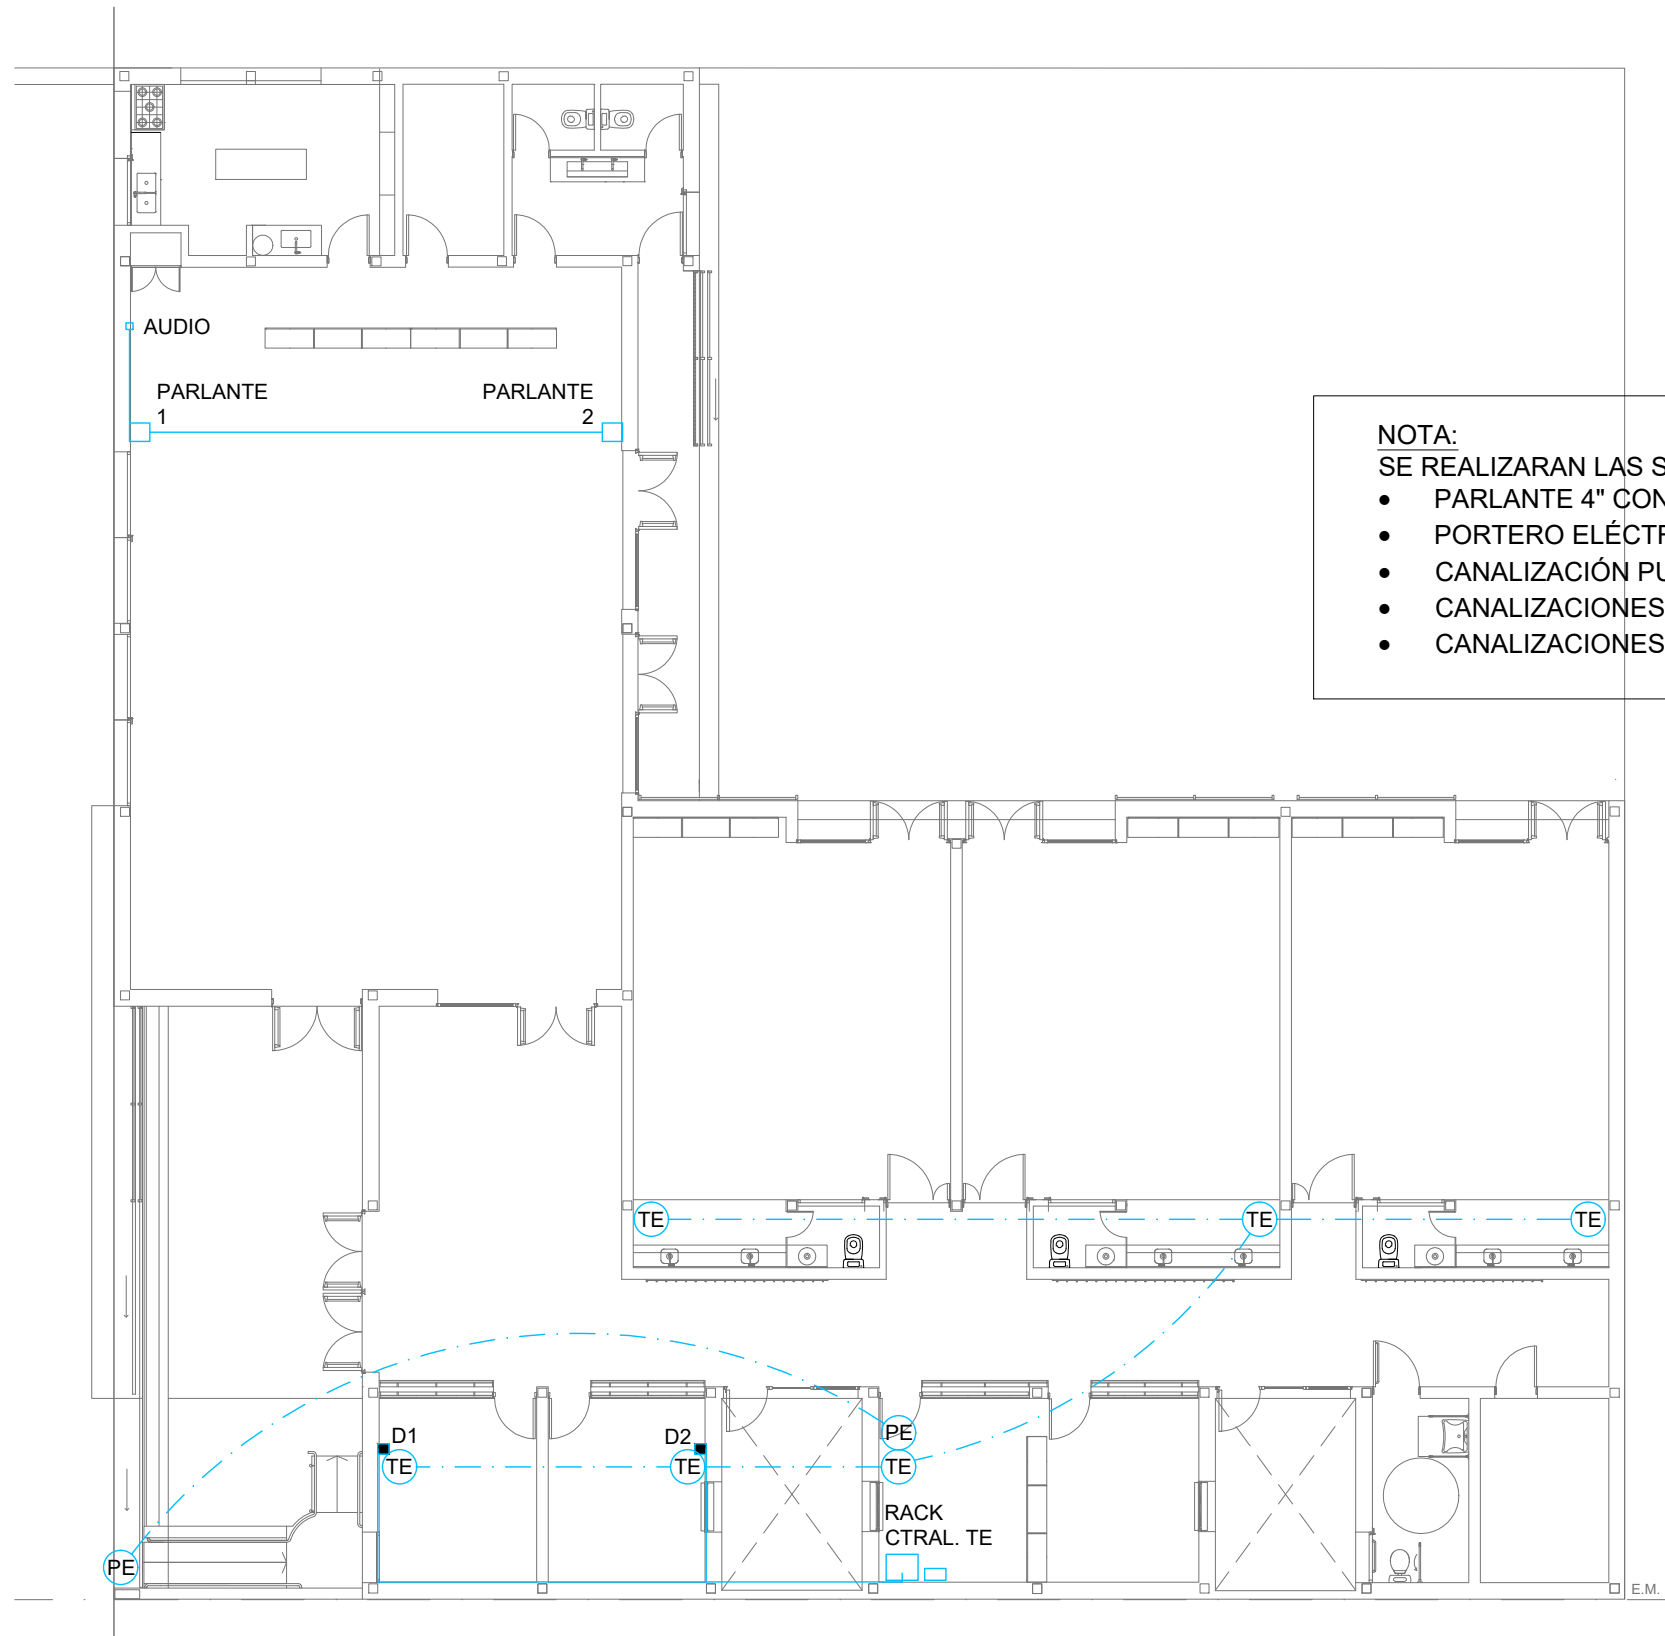 AUDIO
PARLANTE
1
PARLANTE
2
NOTA:
SE REALIZARAN LAS S
• PARLANTE 4" CON
• PORTERO ELÉCTR
• CANALIZACIÓN PU
• CANALIZACIONES
• CANALIZACIONES
TE
TE
TE
D1
D2
PE
TE
TE
TE
RACK
CTRAL. TE
PE
E.M.